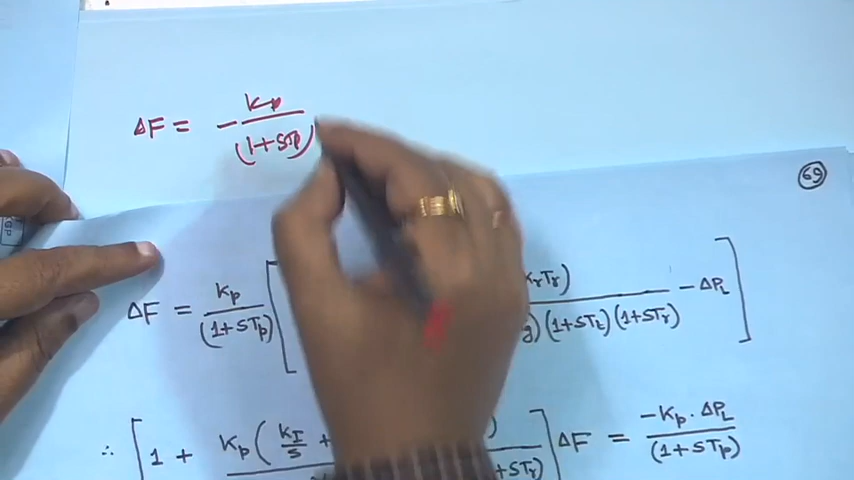 ΔF = - Kp / (1+STp)
69
ΔF = Kp / (1+STp) [ KrTr) / g)(1+STt)(1+STr) - ΔPL ]
∴ [ 1 + Kp (KI/S + ) / +STr) ] ΔF = -Kp · ΔPL / (1+STp)